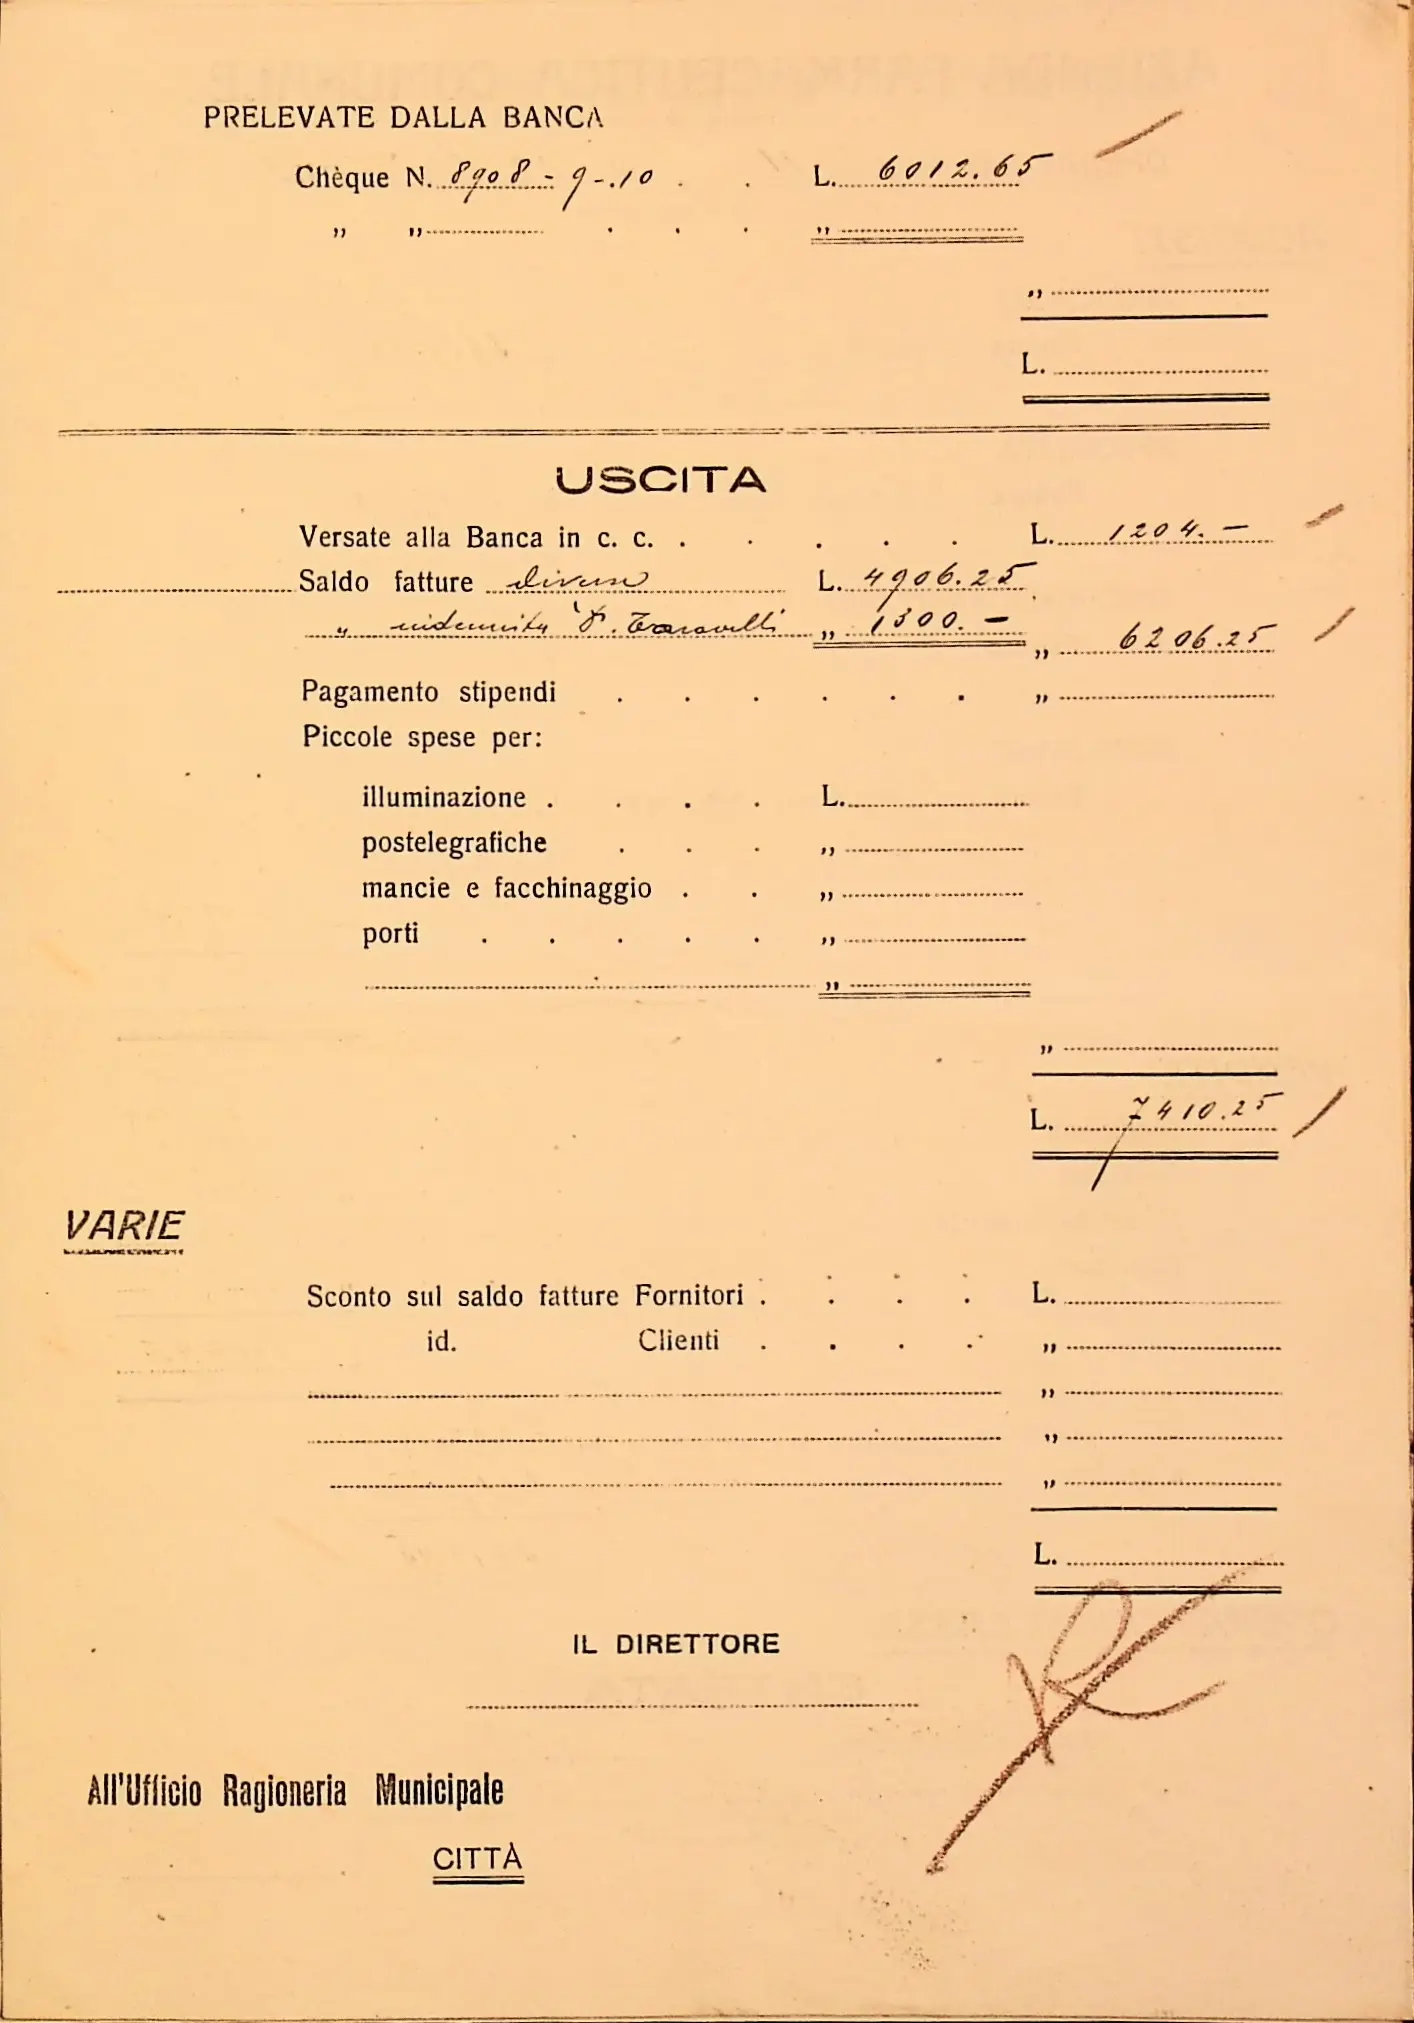 PRELEVATE DALLA BANCA
Chèque N. 8908-9-.10 . . L. 6012.65
„ „ . . . „
„
L.
USCITA
Versate alla Banca in c. c. . . . . . L. 1204.—
Saldo fatture diverse L. 4906.25
„ indennità „ 1300.— „ 6206.25
Pagamento stipendi . . . . . . „
Piccole spese per:
illuminazione . . . . L.
postelegrafiche . . . „
mancie e facchinaggio . . „
porti . . . . . „
„
„
L. 7410.25
VARIE
Sconto sul saldo fatture Fornitori . . . . L.
id. Clienti . . . . „
„
„
„
L.
IL DIRETTORE
All'Ufficio Ragioneria Municipale
CITTÀ